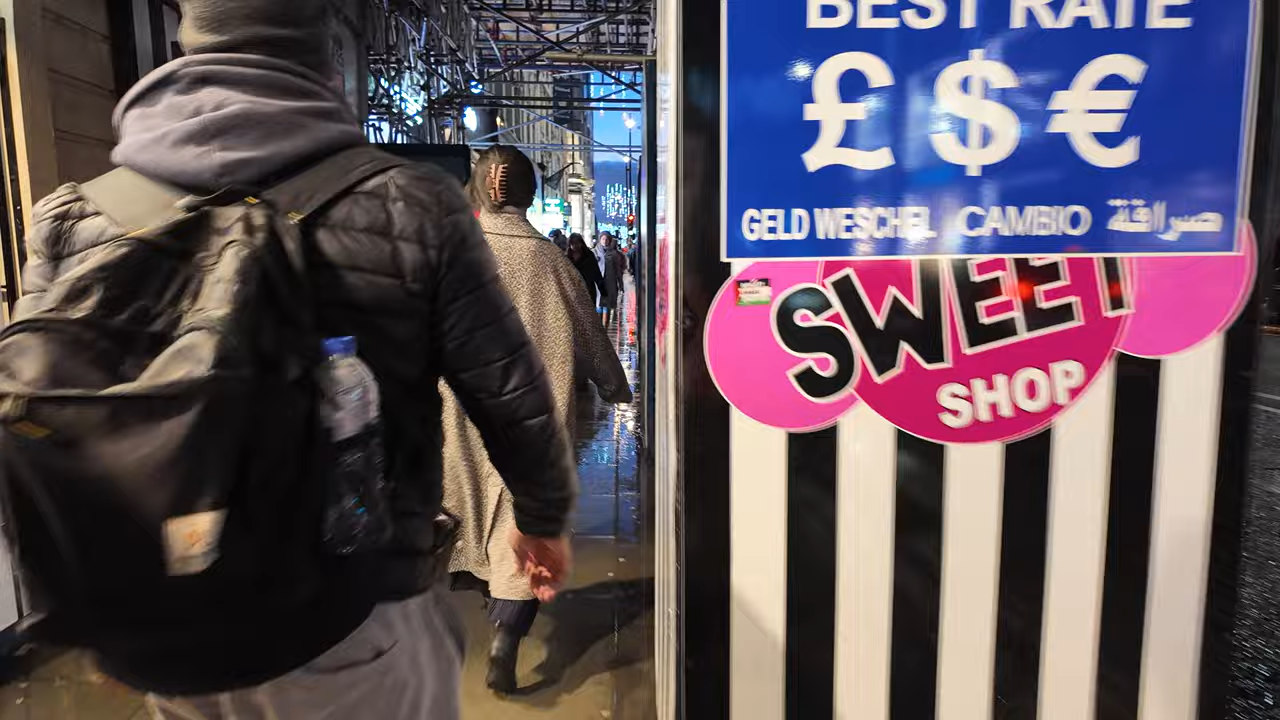 BEST RATE
£ $ €
GELD WESCHEL CAMBIO صرافة
SWEET
SHOP